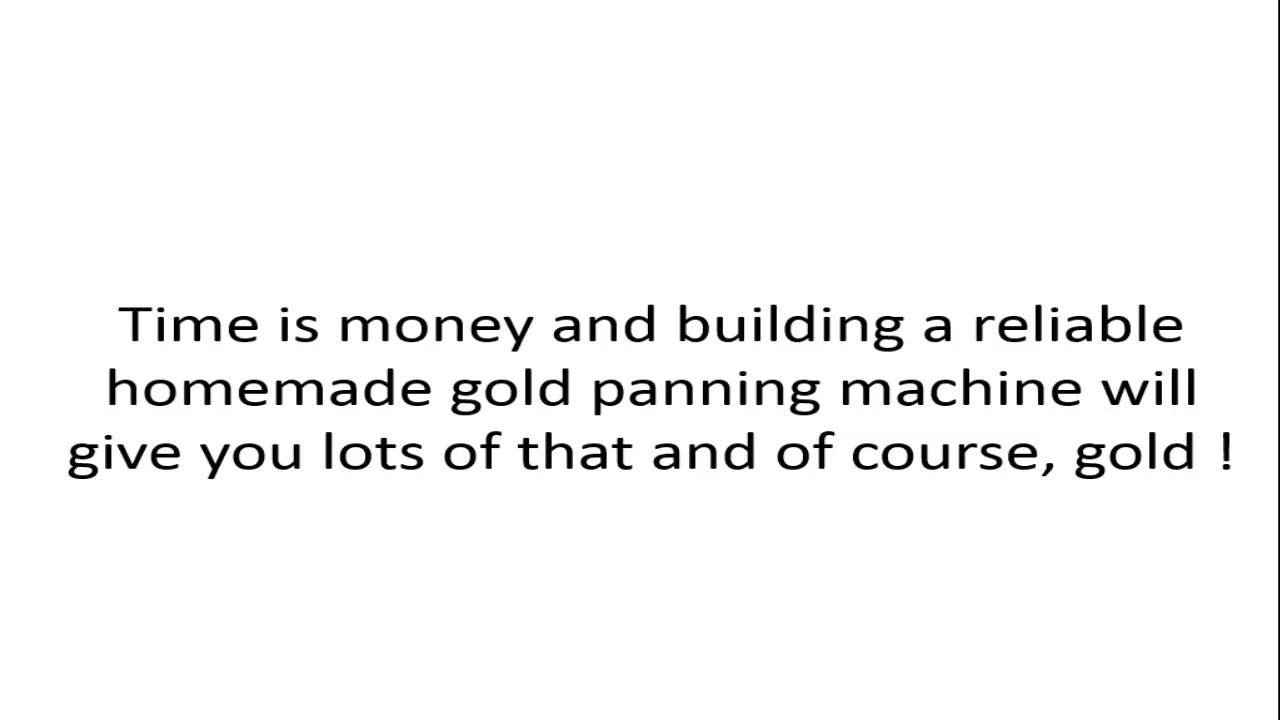 Time is money and building a reliable
homemade gold panning machine will
give you lots of that and of course, gold !